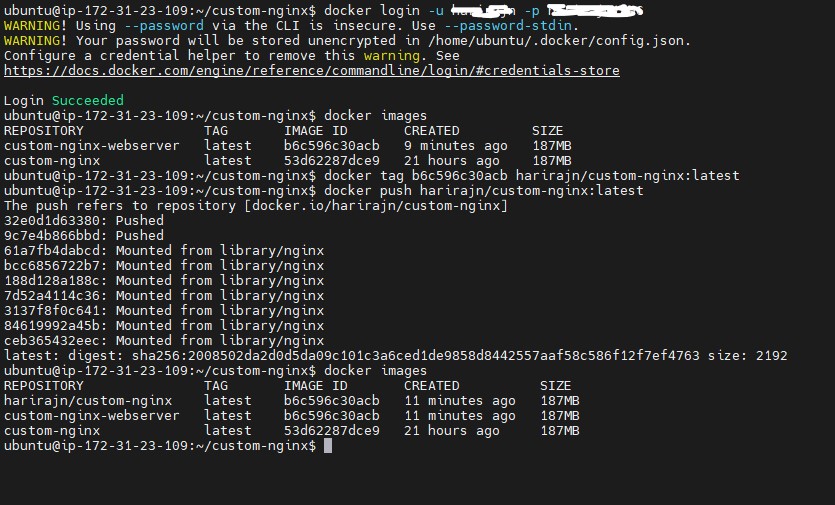 ubuntu@ip-172-31-23-109:~/custom-nginx$ docker login -u -p
WARNING! Using --password via the CLI is insecure. Use --password-stdin.
WARNING! Your password will be stored unencrypted in /home/ubuntu/.docker/config.json.
Configure a credential helper to remove this warning. See
https://docs.docker.com/engine/reference/commandline/login/#credentials-store
Login Succeeded
ubuntu@ip-172-31-23-109:~/custom-nginx$ docker images
REPOSITORY TAG IMAGE ID CREATED SIZE
custom-nginx-webserver latest b6c596c30acb 9 minutes ago 187MB
custom-nginx latest 53d62287dce9 21 hours ago 187MB
ubuntu@ip-172-31-23-109:~/custom-nginx$ docker tag b6c596c30acb harirajn/custom-nginx:latest
ubuntu@ip-172-31-23-109:~/custom-nginx$ docker push harirajn/custom-nginx:latest
The push refers to repository [docker.io/harirajn/custom-nginx]
32e0d1d63380: Pushed
9c7e4b866bbd: Pushed
61a7fb4dabcd: Mounted from library/nginx
bcc6856722b7: Mounted from library/nginx
188d128a188c: Mounted from library/nginx
7d52a4114c36: Mounted from library/nginx
3137f8f0c641: Mounted from library/nginx
84619992a45b: Mounted from library/nginx
ceb365432eec: Mounted from library/nginx
latest: digest: sha256:2008502da2d0d5da09c101c3a6ced1de9858d8442557aaf58c586f12f7ef4763 size: 2192
ubuntu@ip-172-31-23-109:~/custom-nginx$ docker images
REPOSITORY TAG IMAGE ID CREATED SIZE
harirajn/custom-nginx latest b6c596c30acb 11 minutes ago 187MB
custom-nginx-webserver latest b6c596c30acb 11 minutes ago 187MB
custom-nginx latest 53d62287dce9 21 hours ago 187MB
ubuntu@ip-172-31-23-109:~/custom-nginx$